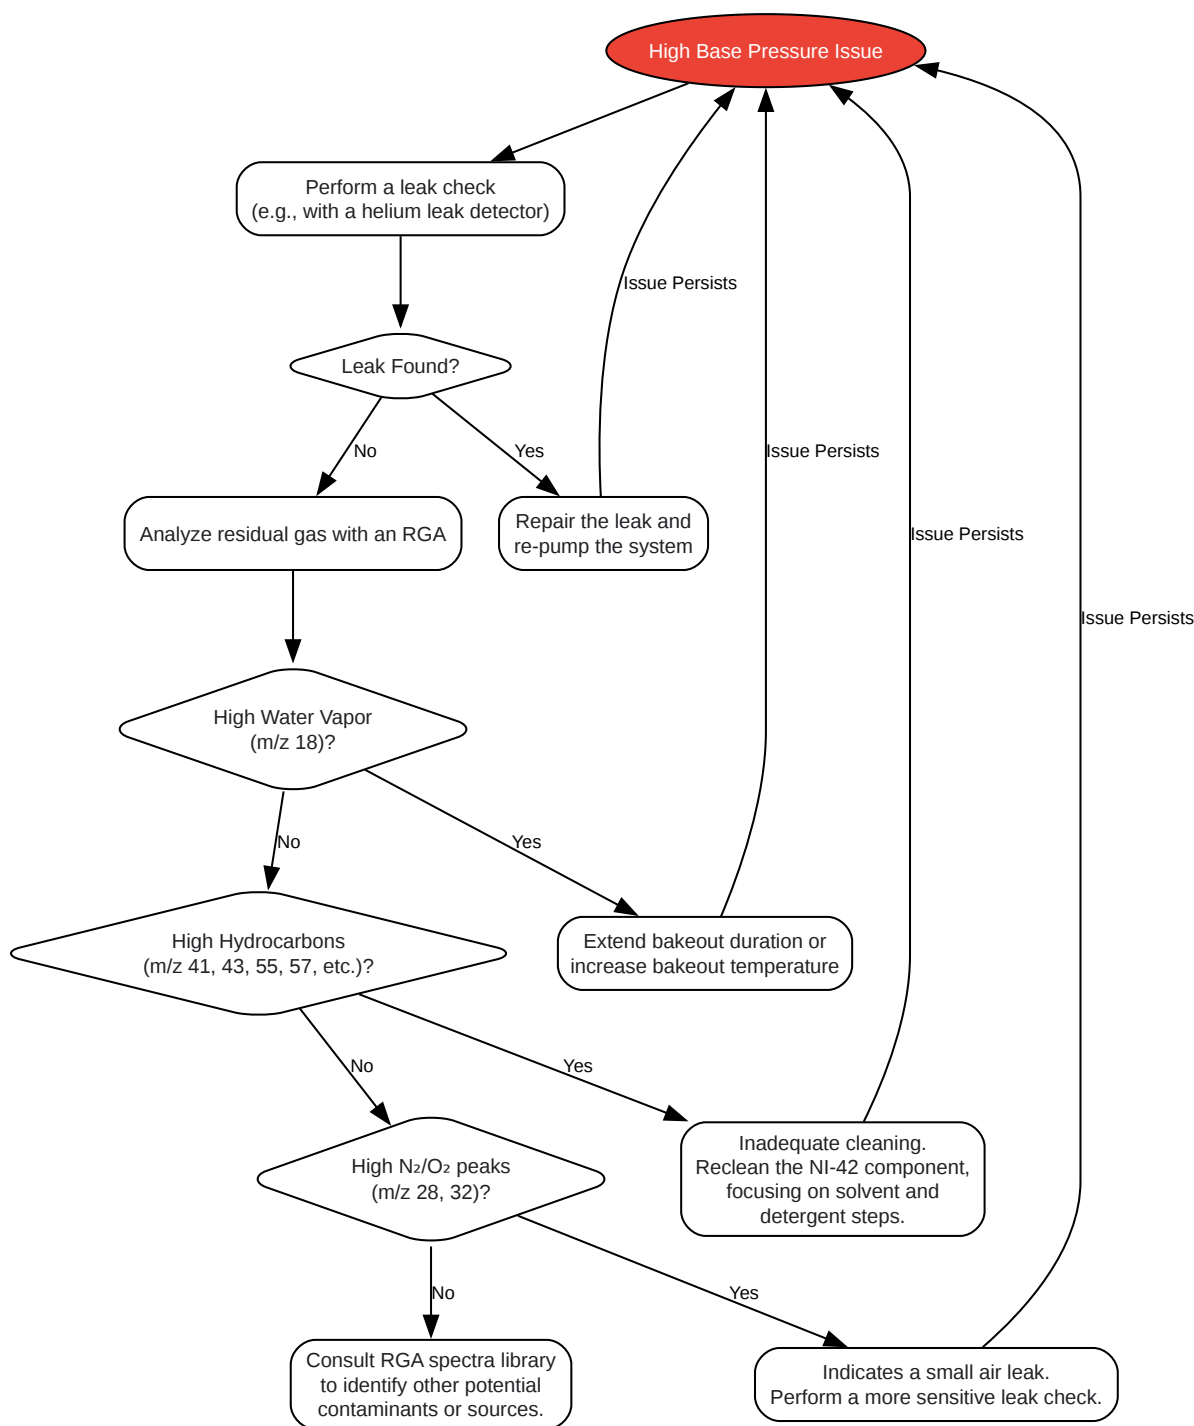 High Base Pressure Issue
Perform a leak check
(e.g., with a helium leak detector)
Issue Persists
Leak Found?
No
Yes
Issue Persists
Analyze residual gas with an RGA
Repair the leak and
re-pump the system
Issue Persists
Issue Persists
High Water Vapor
(m/z 18)?
No
Yes
High Hydrocarbons
(m/z 41, 43, 55, 57, etc.)?
Extend bakeout duration or
increase bakeout temperature
No
Yes
High N₂/O₂ peaks
(m/z 28, 32)?
Inadequate cleaning.
Reclean the NI-42 component,
focusing on solvent and
detergent steps.
No
Yes
Consult RGA spectra library
to identify other potential
contaminants or sources.
Indicates a small air leak.
Perform a more sensitive leak check.